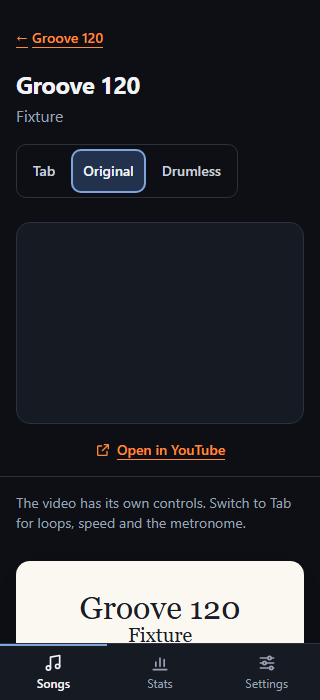 ← Groove 120
Groove 120
Fixture
Tab Original Drumless
Open in YouTube
The video has its own controls. Switch to Tab
for loops, speed and the metronome.
Groove 120
Fixture
Songs Stats Settings